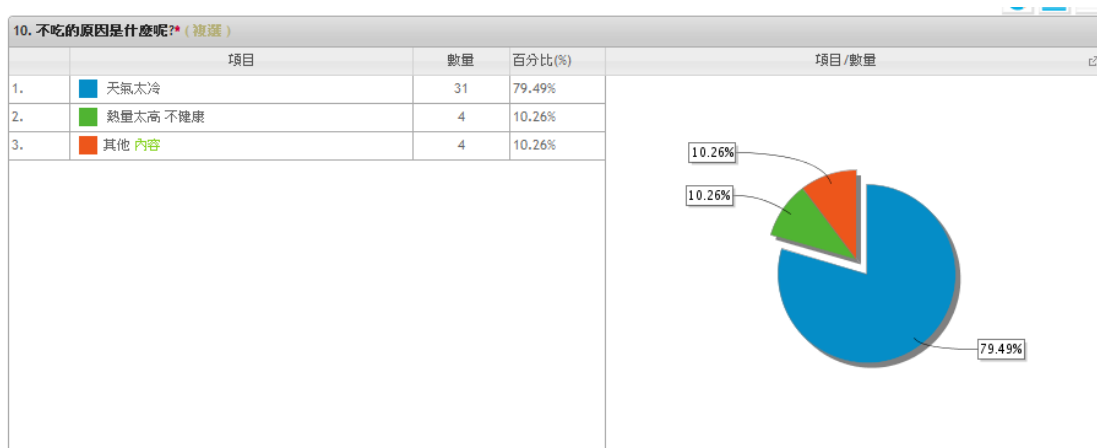 10. 不吃的原因是什麼呢?*(複選)
項目 數量 百分比(%) 項目/數量
1. 天氣太冷 31 79.49%
2. 熱量太高 不健康 4 10.26%
3. 其他 內容 4 10.26%
10.26%
10.26%
79.49%